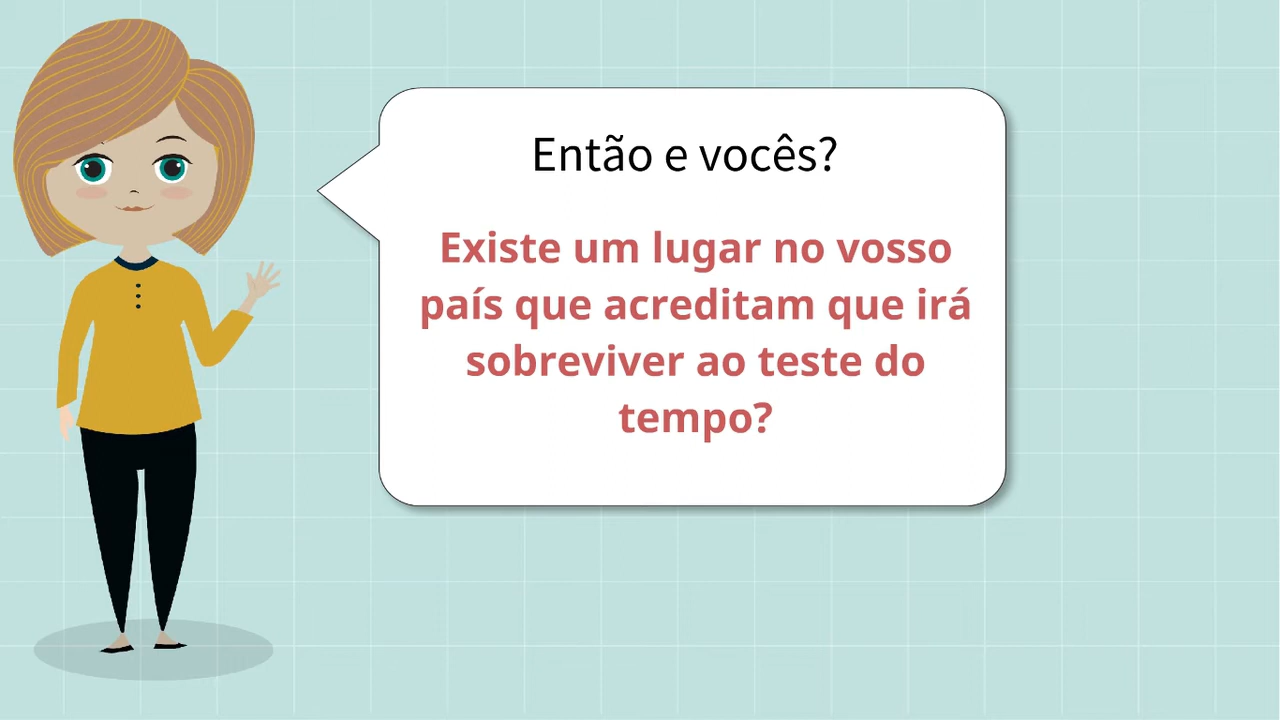 Então e vocês?
Existe um lugar no vosso
país que acreditam que irá
sobreviver ao teste do
tempo?